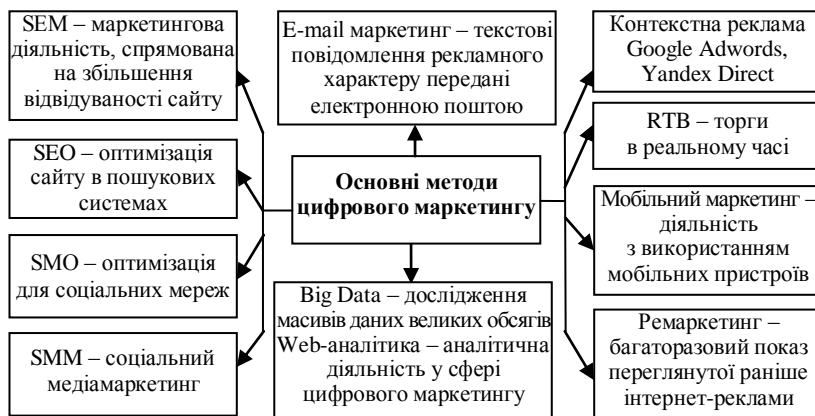 SEM – маркетингова
діяльність, спрямована
на збільшення
відвідуваності сайту
SEO – оптимізація
сайту в пошукових
системах
SMO – оптимізація
для соціальних мереж
SMM – соціальний
медіамаркетинг
E-mail маркетинг – текстові
повідомлення рекламного
характеру передані
електронною поштою
Основні методи
цифрового маркетингу
Big Data – дослідження
масивів даних великих обсягів
Web-аналітика – аналітична
діяльність у сфері
цифрового маркетингу
Контекстна реклама
Google Adwords,
Yandex Direct
RTB – торги
в реальному часі
Мобільний маркетинг –
діяльність
з використанням
мобільних пристроїв
Ремаркетинг –
багаторазовий показ
переглянутої раніше
інтернет-реклами